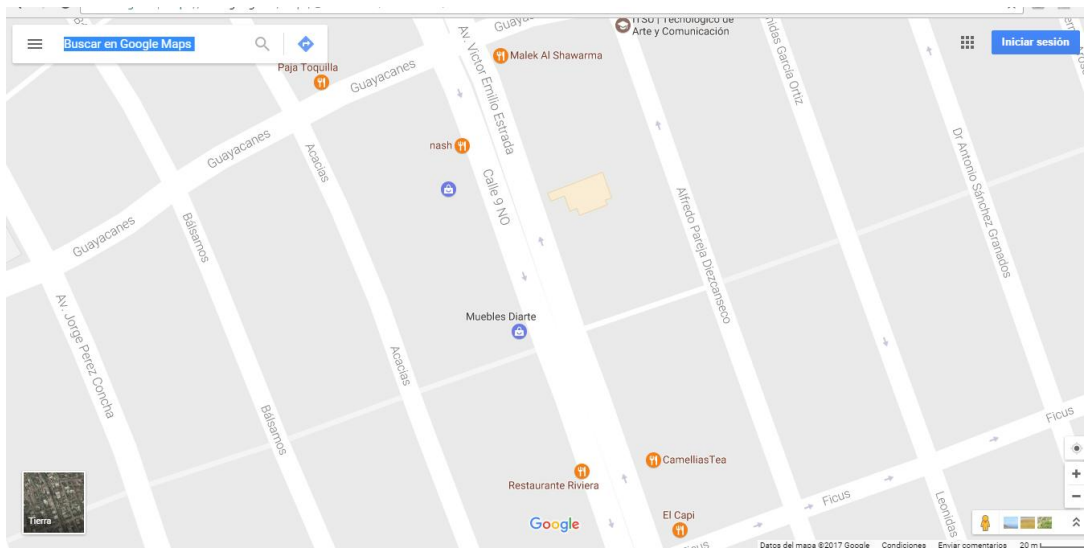 Buscar en Google Maps
Iniciar sesión
Tecnológico de
Arte y Comunicación
Malek Al Shawarma
Paja Toquilla
Guayacanes
Guayacanes
Guayacanes
Av. Víctor Emilio Estrada
Calle 9 NO
nash
Acacias
Bálsamos
Alfredo Pareja Diezcanseco
García Ortiz
Dr Antonio Sánchez Granados
Av. Jorge Perez Concha
Muebles Diarte
Acacias
Bálsamos
Ficus
CamelliasTea
Restaurante Riviera
Ficus
Leonidas
El Capi
Tierra
Google
Datos del mapa ©2017 Google Condiciones Enviar comentarios 20 m